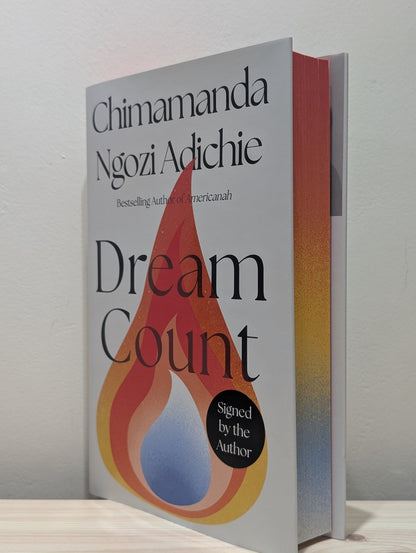 Chimamanda
Ngozi Adichie
Bestselling Author of Americanah
Dream
Count
Signed
by the
Author